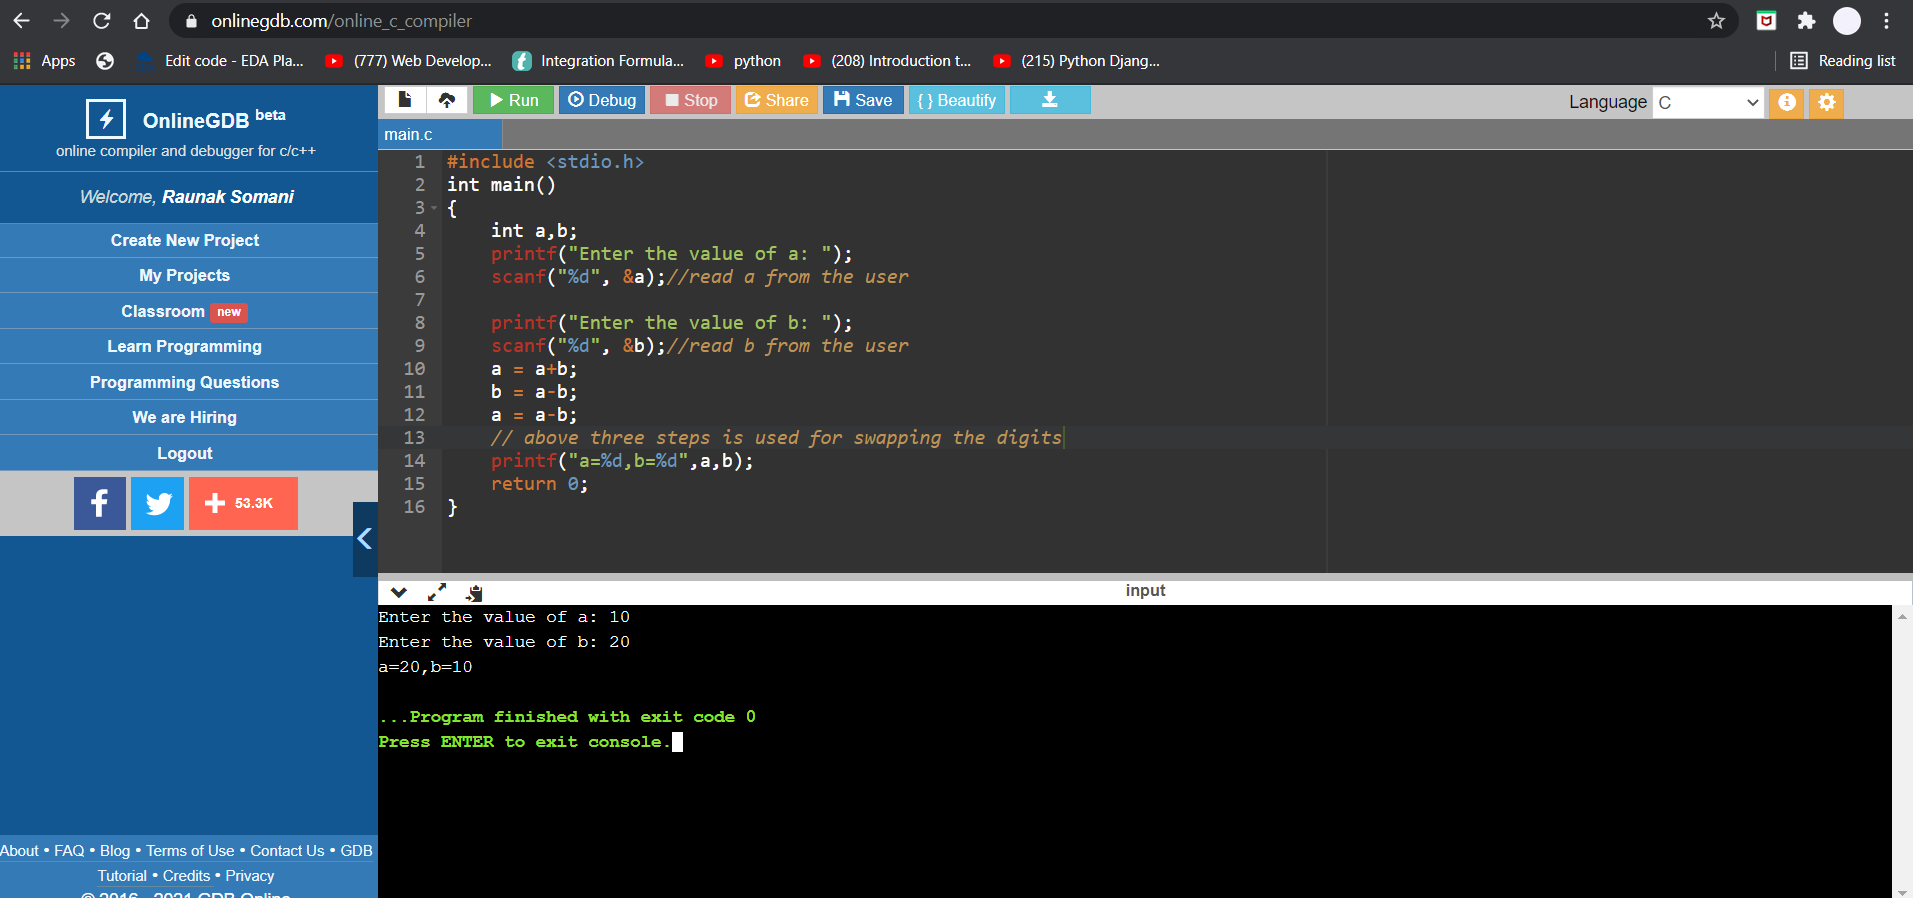 onlinegdb.com/online_c_compiler
Apps Edit code - EDA Pla... (777) Web Develop... Integration Formula... python (208) Introduction t... (215) Python Djang... Reading list
OnlineGDB beta
online compiler and debugger for c/c++
Welcome, Raunak Somani
Create New Project
My Projects
Classroom new
Learn Programming
Programming Questions
We are Hiring
Logout
53.3K
About • FAQ • Blog • Terms of Use • Contact Us • GDB
Tutorial • Credits • Privacy
© 2016 - 2021 GDB Online
Run Debug Stop Share Save { } Beautify Language C
main.c
1 #include <stdio.h>
2 int main()
3 {
4 int a,b;
5 printf("Enter the value of a: ");
6 scanf("%d", &a);//read a from the user
7
8 printf("Enter the value of b: ");
9 scanf("%d", &b);//read b from the user
10 a = a+b;
11 b = a-b;
12 a = a-b;
13 // above three steps is used for swapping the digits
14 printf("a=%d,b=%d",a,b);
15 return 0;
16 }
input
Enter the value of a: 10
Enter the value of b: 20
a=20,b=10
...Program finished with exit code 0
Press ENTER to exit console.